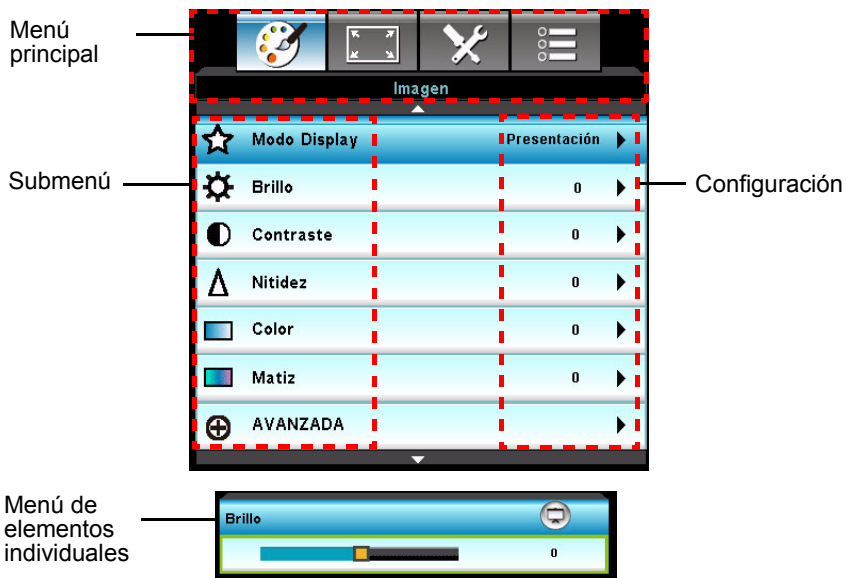 Menú
principal
Imagen
Modo Display Presentación
Submenú
Configuración
Brillo 0
Contraste 0
Nitidez 0
Color 0
Matiz 0
AVANZADA
Menú de
elementos
individuales
Brillo
0